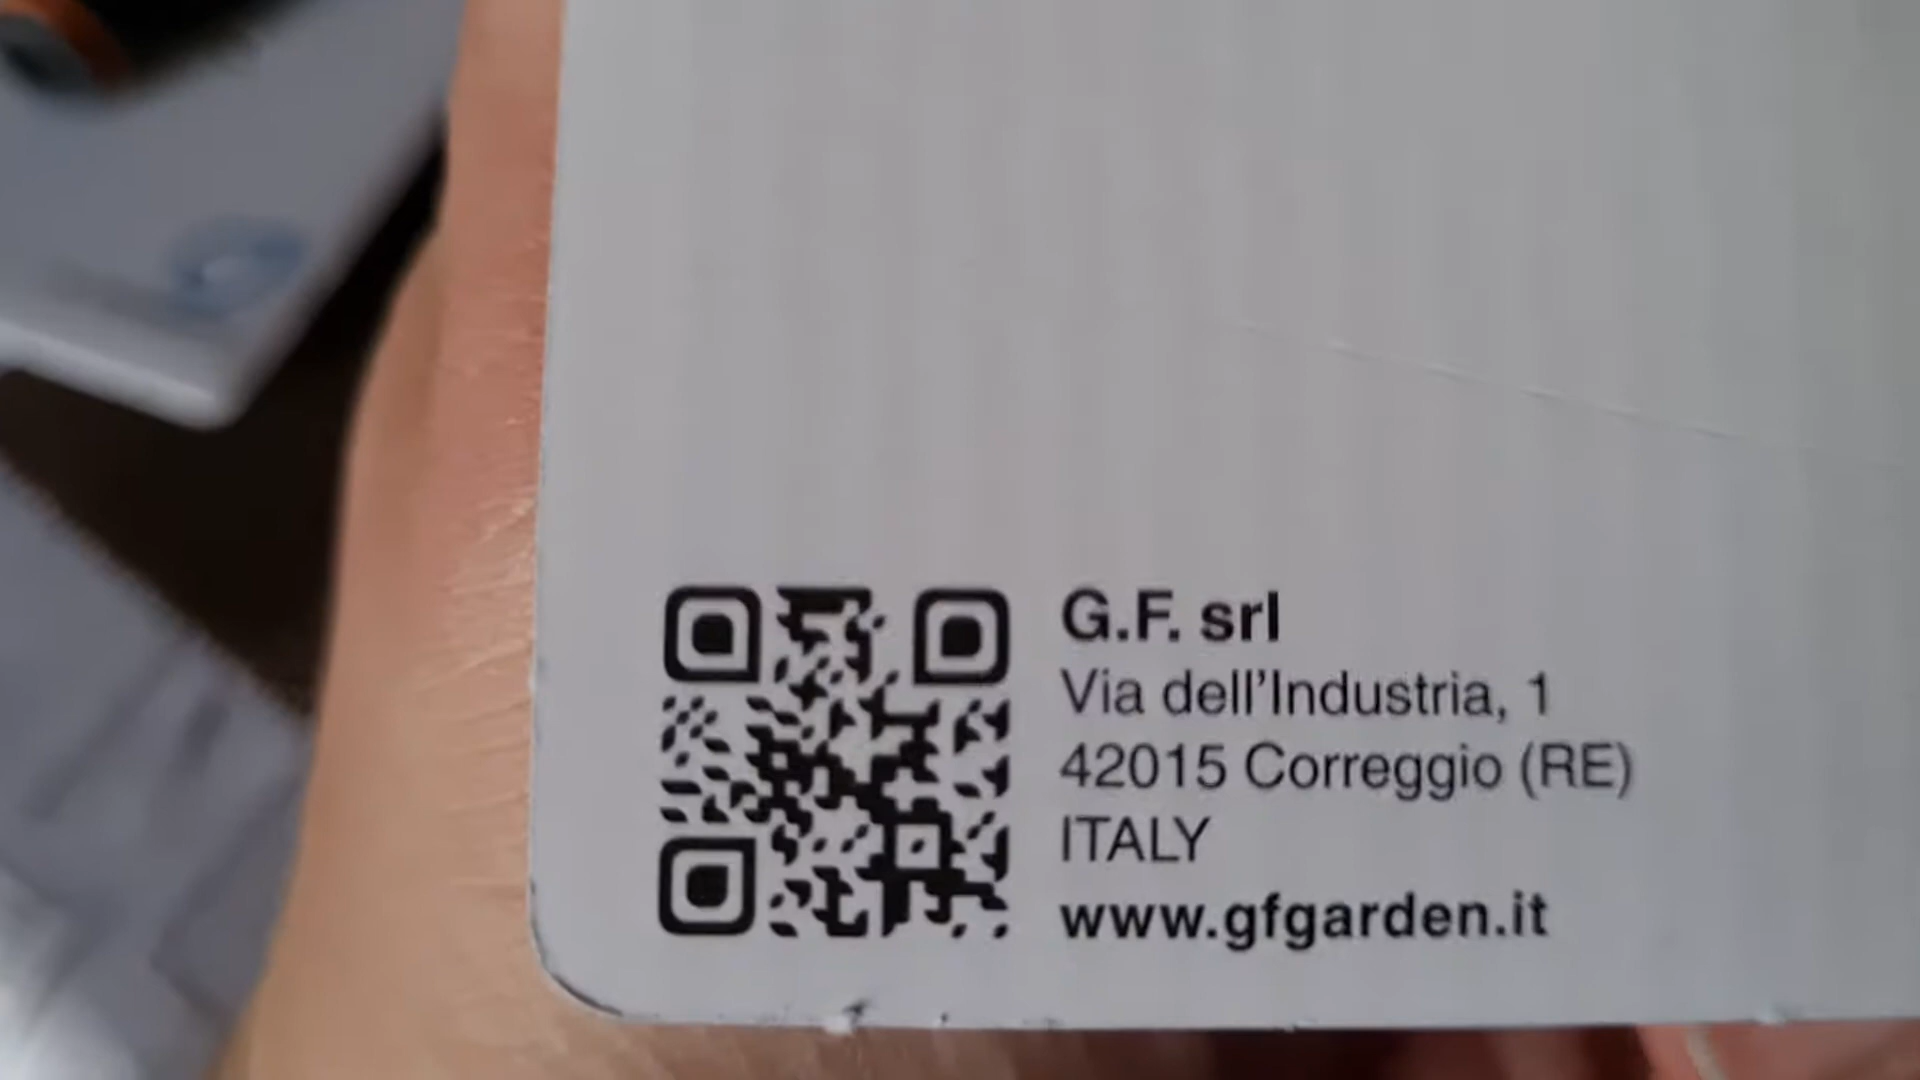 G.F. srl
Via dell'Industria, 1
42015 Correggio (RE)
ITALY
www.gfgarden.it